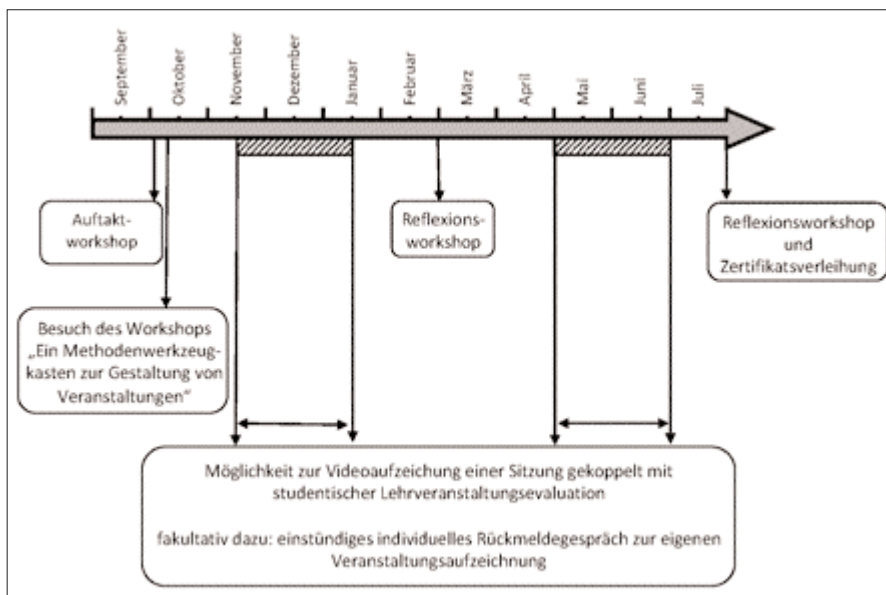 September
Oktober
November
Dezember
Januar
Februar
März
April
Mai
Juni
Juli
Auftakt-
workshop
Reflexions-
workshop
Reflexionsworkshop
und
Zertifikatsverleihung
Besuch des Workshops
„Ein Methodenwerkzeug-
kasten zur Gestaltung von
Veranstaltungen“
Möglichkeit zur Videoaufzeichung einer Sitzung gekoppelt mit
studentischer Lehrveranstaltungsevaluation
fakultativ dazu: einstündiges individuelles Rückmeldegespräch zur eigenen
Veranstaltungsaufzeichnung